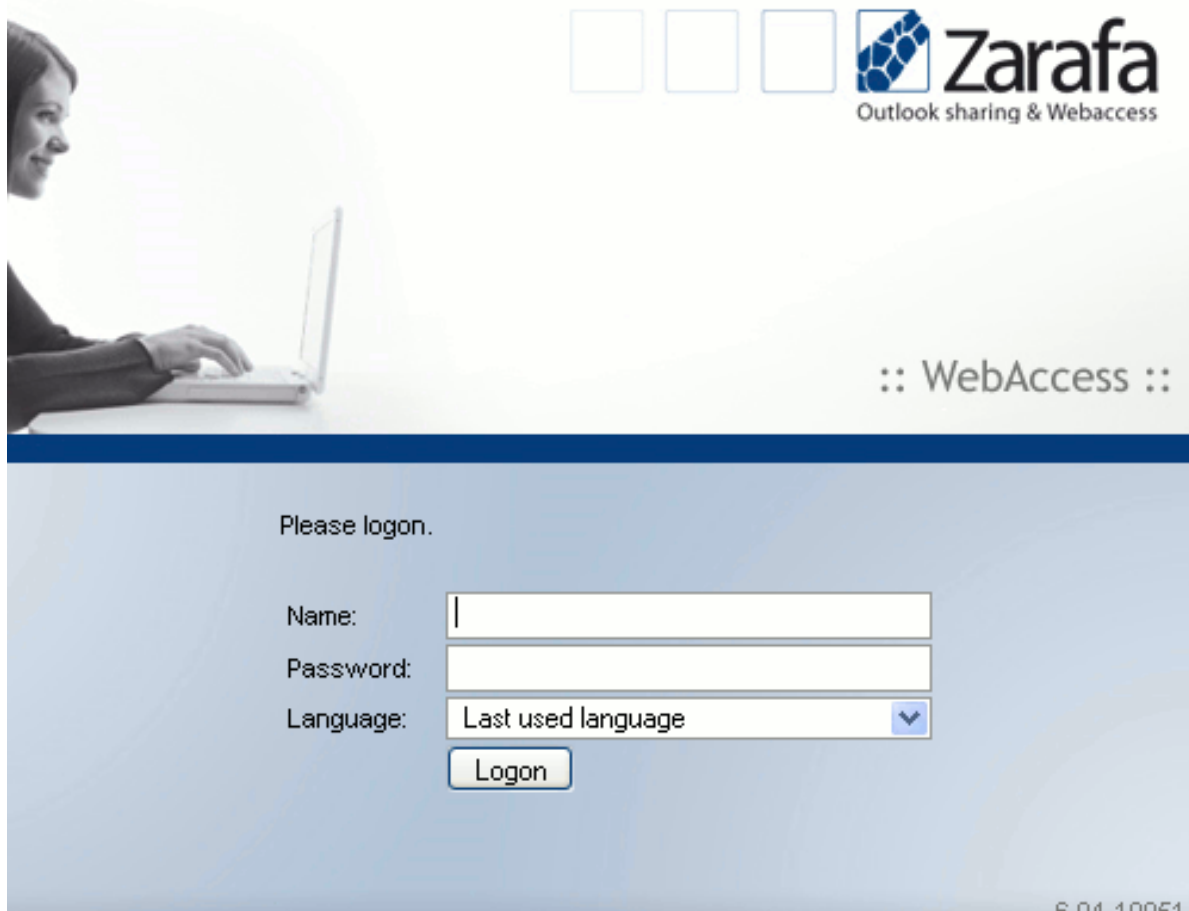 Zarafa
Outlook sharing & Webaccess
:: WebAccess ::
Please logon.
Name:
Password:
Language: Last used language
Logon